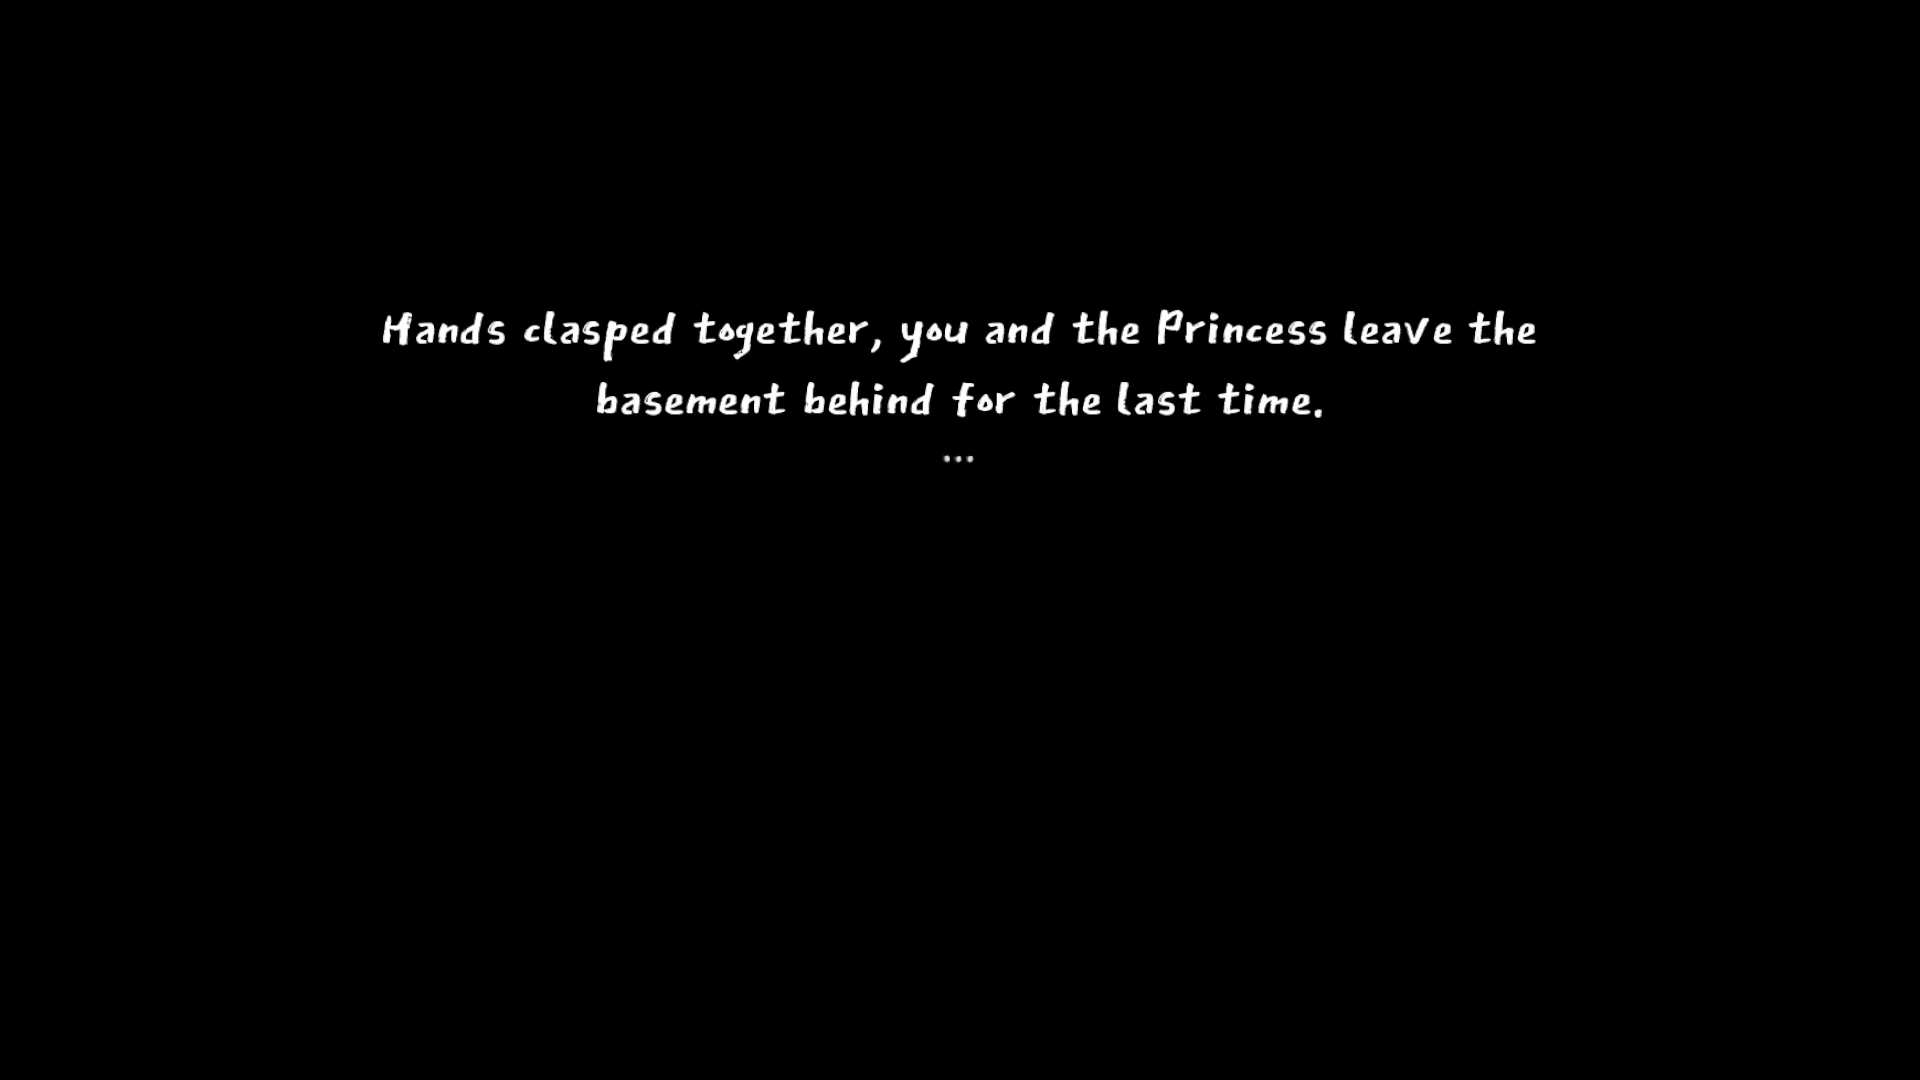 Hands clasped together, you and the Princess leave the
basement behind for the last time.
...